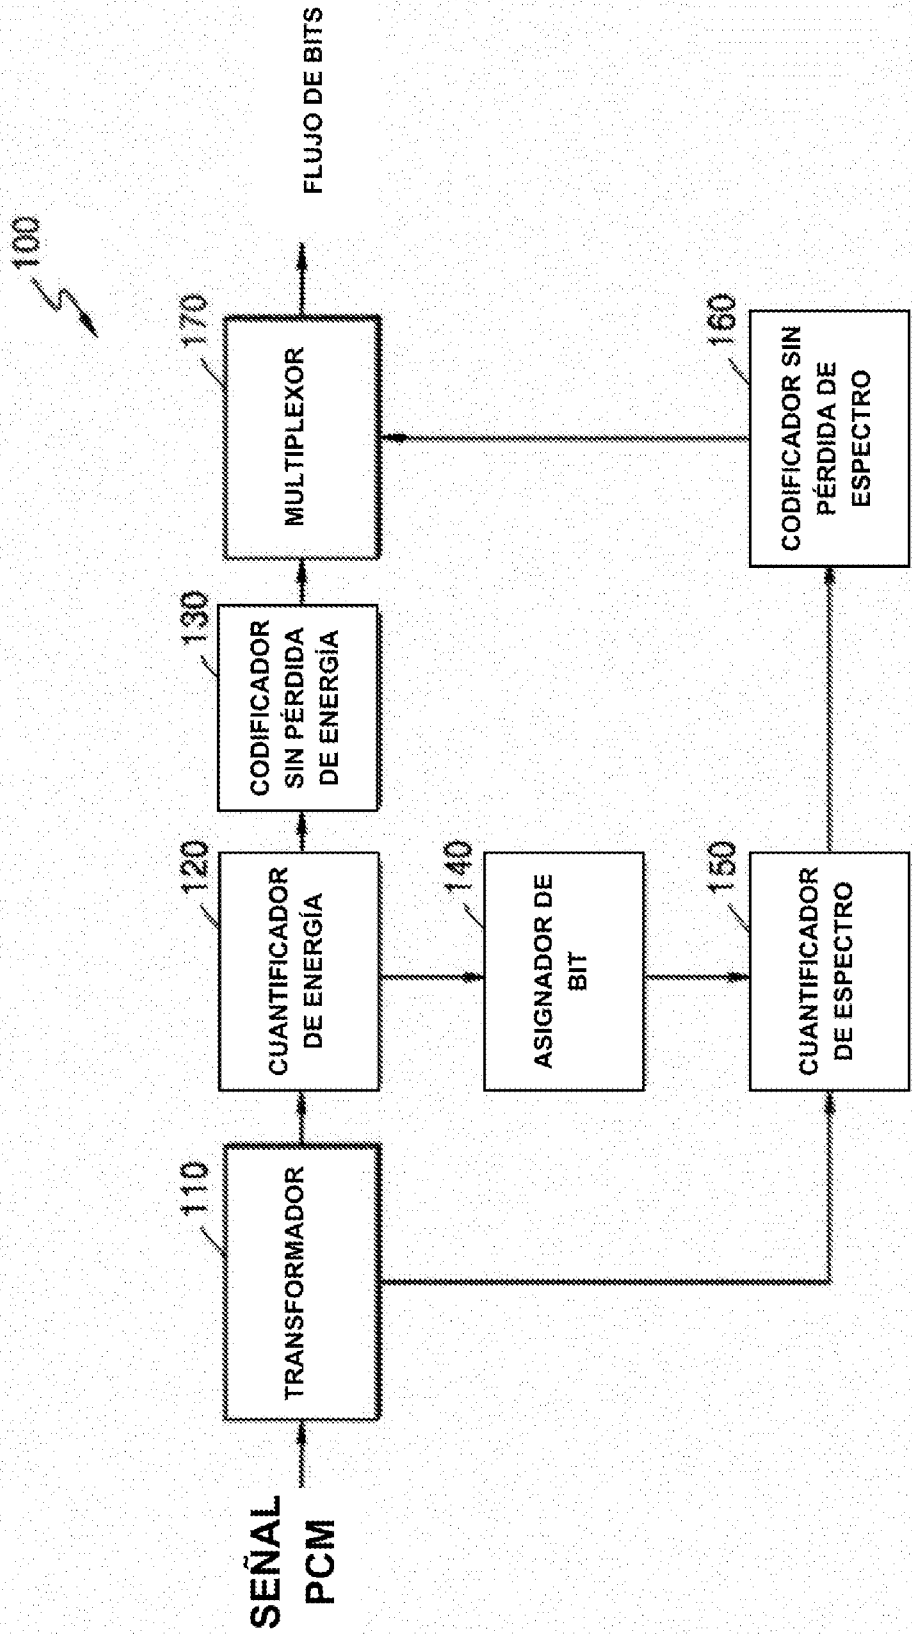 100
SEÑAL
PCM
110
TRANSFORMADOR
120
CUANTIFICADOR
DE ENERGÍA
130
CODIFICADOR
SIN PÉRDIDA
DE ENERGÍA
170
MULTIPLEXOR
FLUJO DE BITS
140
ASIGNADOR DE
BIT
150
CUANTIFICADOR
DE ESPECTRO
160
CODIFICADOR SIN
PÉRDIDA DE
ESPECTRO